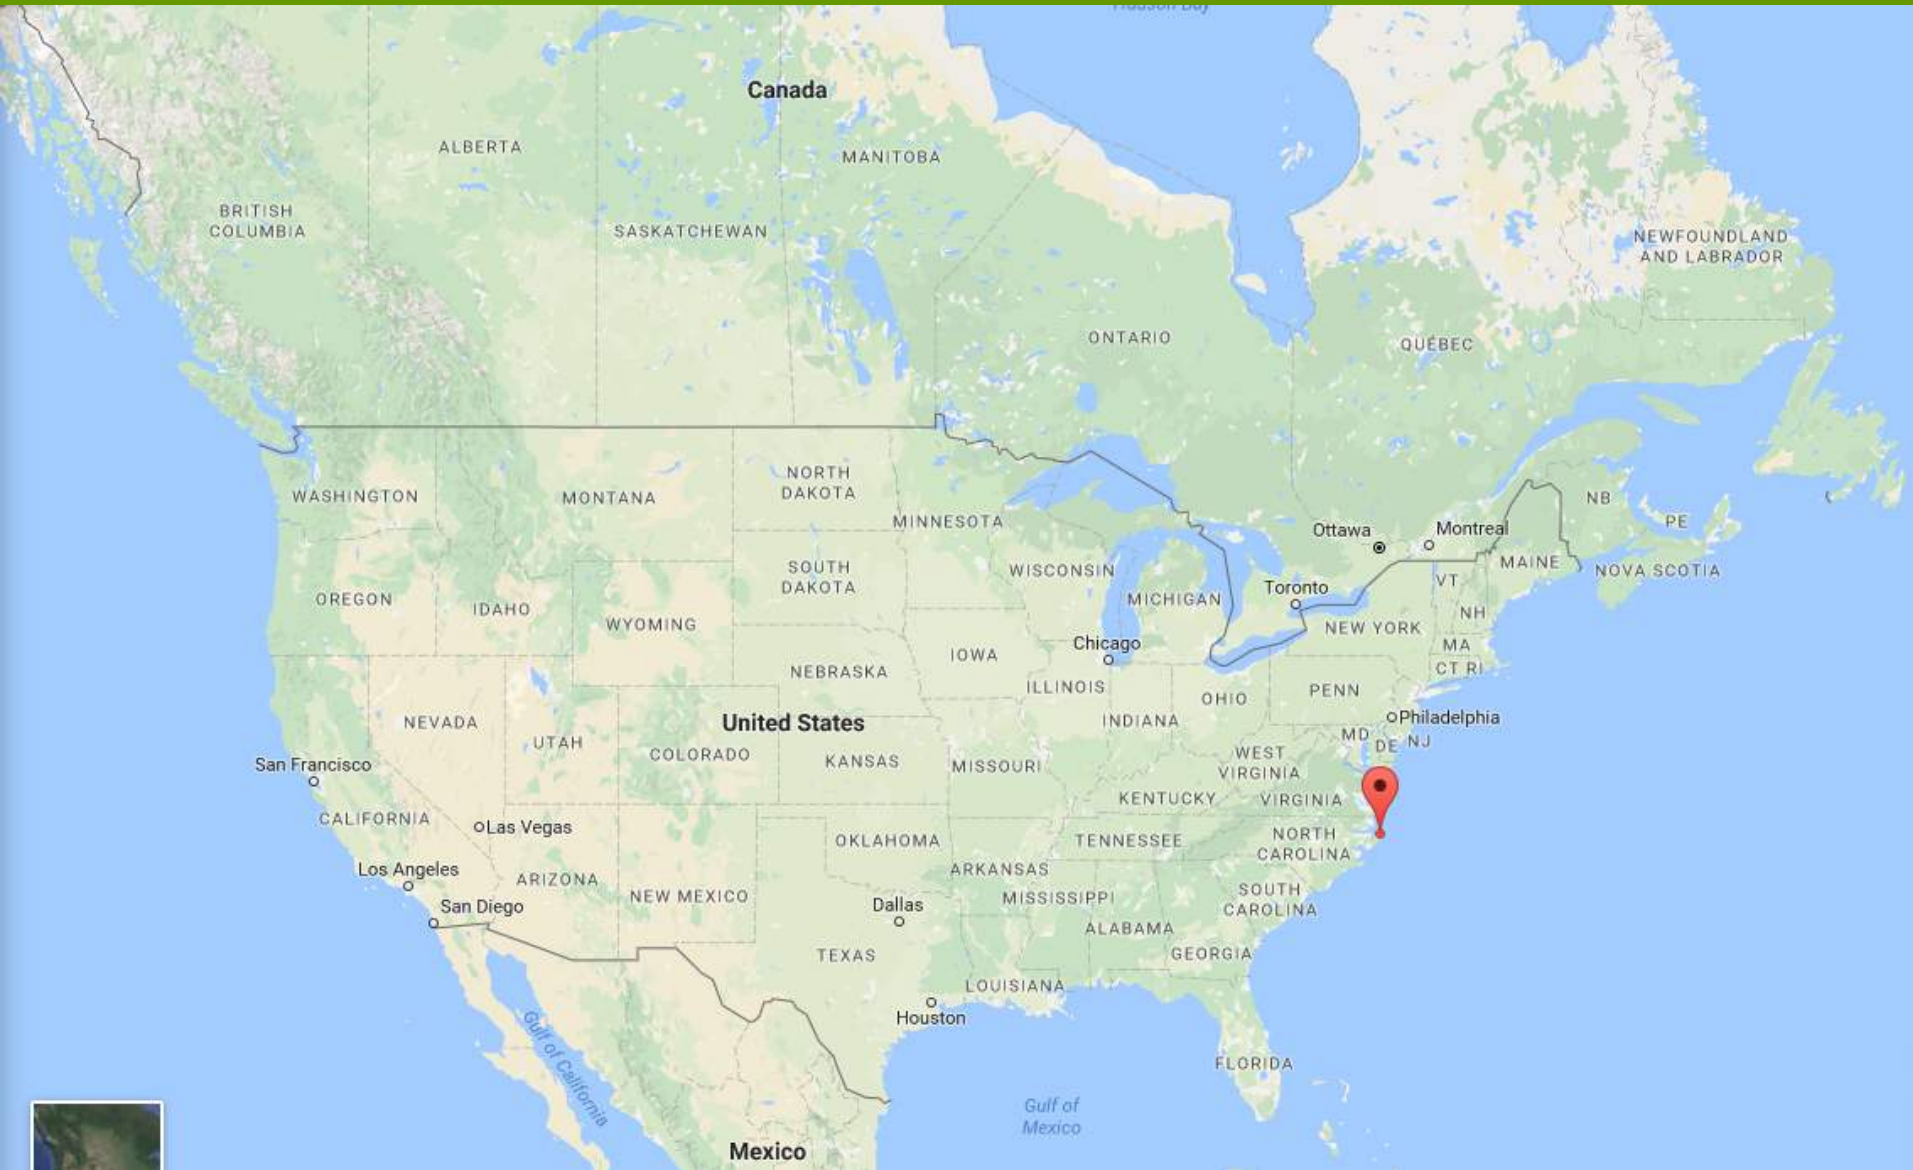 Hudson Bay
Canada
ALBERTA
MANITOBA
BRITISH
COLUMBIA
SASKATCHEWAN
NEWFOUNDLAND
AND LABRADOR
ONTARIO
QUÉBEC
NORTH
DAKOTA
WASHINGTON
MONTANA
NB
MINNESOTA
PE
Ottawa
Montreal
WISCONSIN
MAINE
NOVA SCOTIA
SOUTH
DAKOTA
VT
OREGON
IDAHO
MICHIGAN
Toronto
NH
WYOMING
NEW YORK
Chicago
MA
IOWA
CT RI
NEBRASKA
ILLINOIS
OHIO
PENN
NEVADA
United States
INDIANA
Philadelphia
UTAH
COLORADO
MD
DE
NJ
San Francisco
KANSAS
MISSOURI
WEST
VIRGINIA
KENTUCKY
VIRGINIA
CALIFORNIA
Las Vegas
OKLAHOMA
TENNESSEE
NORTH
CAROLINA
Los Angeles
ARIZONA
NEW MEXICO
ARKANSAS
San Diego
Dallas
MISSISSIPPI
SOUTH
CAROLINA
ALABAMA
TEXAS
GEORGIA
LOUISIANA
Houston
Gulf of California
FLORIDA
Gulf of
Mexico
Mexico